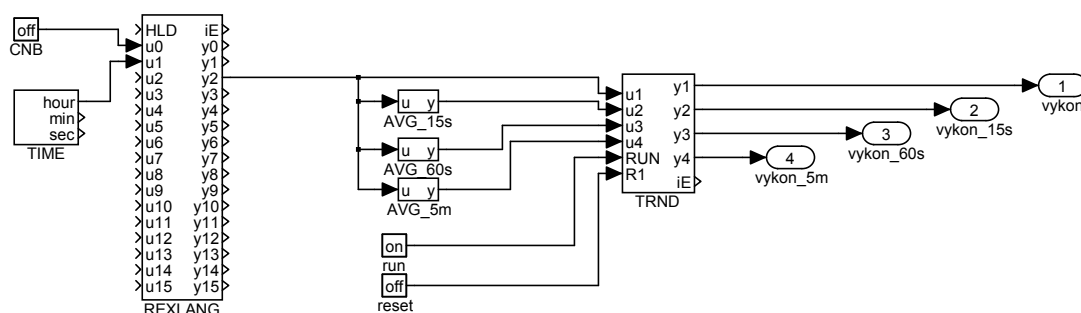 off
CNB
hour
min
sec
TIME
HLD iE
u0 y0
u1 y1
u2 y2
u3 y3
u4 y4
u5 y5
u6 y6
u7 y7
u8 y8
u9 y9
u10 y10
u11 y11
u12 y12
u13 y13
u14 y14
u15 y15
REXLANG
u y
AVG_15s
u y
AVG_60s
u y
AVG_5m
on
run
off
reset
u1 y1
u2 y2
u3 y3
u4 y4
RUN
R1 iE
TRND
1
vykon
2
vykon_15s
3
vykon_60s
4
vykon_5m